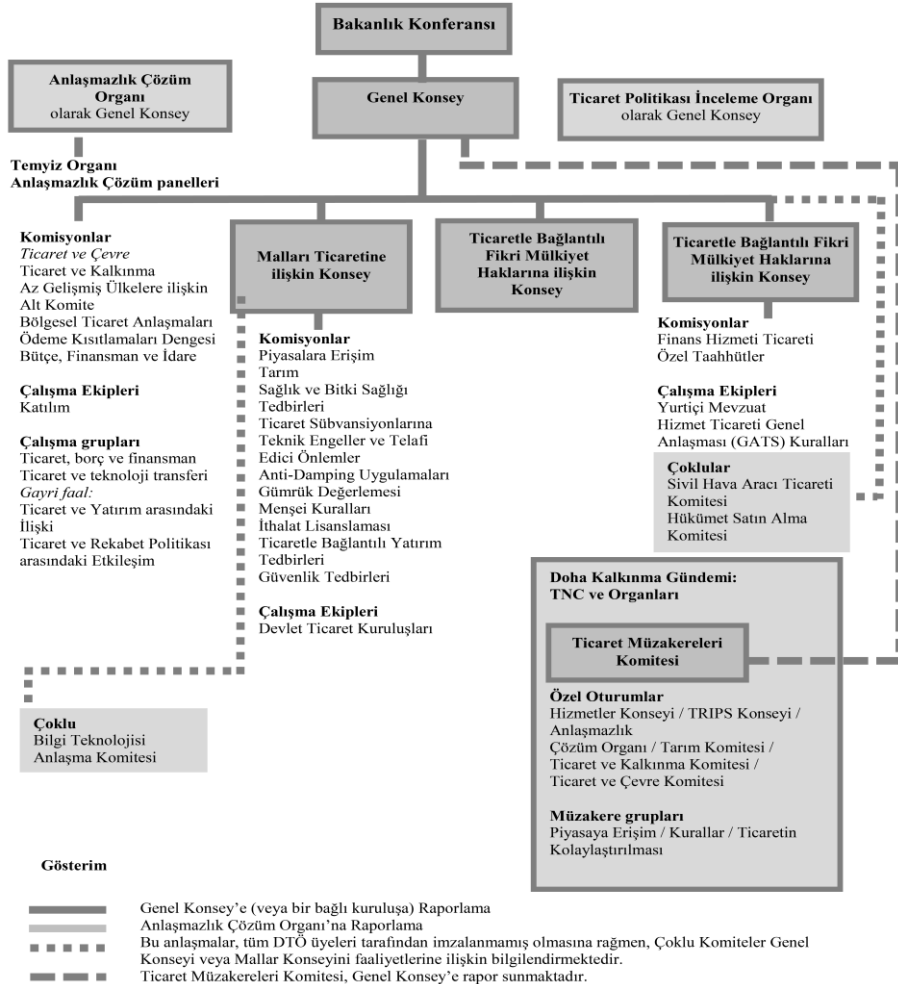 Bakanlık Konferansı
Anlaşmazlık Çözüm
Organı
olarak Genel Konsey
Genel Konsey
Ticaret Politikası İnceleme Organı
olarak Genel Konsey
Temyiz Organı
Anlaşmazlık Çözüm panelleri
Komisyonlar
Ticaret ve Çevre
Ticaret ve Kalkınma
Az Gelişmiş Ülkelere ilişkin
Alt Komite
Bölgesel Ticaret Anlaşmaları
Ödeme Kısıtlamaları Dengesi
Bütçe, Finansman ve İdare
Çalışma Ekipleri
Katılım
Çalışma grupları
Ticaret, borç ve finansman
Ticaret ve teknoloji transferi
Gayri faal:
Ticaret ve Yatırım arasındaki
İlişki
Ticaret ve Rekabet Politikası
arasındaki Etkileşim
Malları Ticaretine
ilişkin Konsey
Komisyonlar
Piyasalara Erişim
Tarım
Sağlık ve Bitki Sağlığı
Tedbirleri
Ticaret Sübvansiyonlarına
Teknik Engeller ve Telafi
Edici Önlemler
Anti-Damping Uygulamaları
Gümrük Değerlemesi
Menşei Kuralları
İthalat Lisanslaması
Ticaretle Bağlantılı Yatırım
Tedbirleri
Güvenlik Tedbirleri
Çalışma Ekipleri
Devlet Ticaret Kuruluşları
Ticaretle Bağlantılı
Fikri Mülkiyet
Haklarına ilişkin
Konsey
Ticaretle Bağlantılı Fikri
Mülkiyet Haklarına
ilişkin Konsey
Komisyonlar
Finans Hizmeti Ticareti
Özel Taahhütler
Çalışma Ekipleri
Yurtiçi Mevzuat
Hizmet Ticareti Genel
Anlaşması (GATS) Kuralları
Çoklular
Sivil Hava Aracı Ticareti
Komitesi
Hükümet Satın Alma
Komitesi
Doha Kalkınma Gündemi:
TNC ve Organları
Ticaret Müzakereleri
Komitesi
Özel Oturumlar
Hizmetler Konseyi / TRIPS Konseyi /
Anlaşmazlık
Çözüm Organı / Tarım Komitesi /
Ticaret ve Kalkınma Komitesi /
Ticaret ve Çevre Komitesi
Müzakere grupları
Piyasaya Erişim / Kurallar / Ticaretin
Kolaylaştırılması
Çoklu
Bilgi Teknolojisi
Anlaşma Komitesi
Gösterim
Genel Konsey’e (veya bir bağlı kuruluşa) Raporlama
Anlaşmazlık Çözüm Organı’na Raporlama
Bu anlaşmalar, tüm DTÖ üyeleri tarafından imzalanmamış olmasına rağmen, Çoklu Komiteler Genel
Konseyi veya Mallar Konseyini faaliyetlerine ilişkin bilgilendirmektedir.
Ticaret Müzakereleri Komitesi, Genel Konsey’e rapor sunmaktadır.